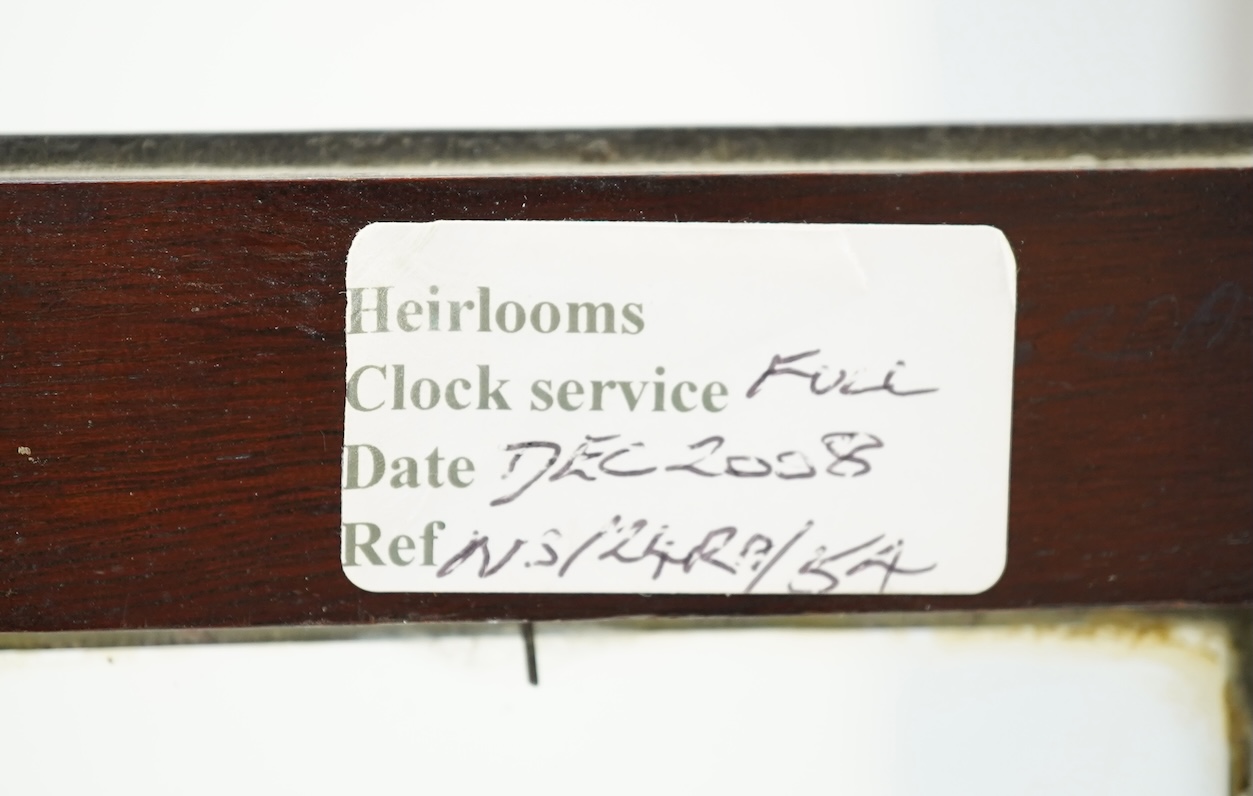 Heirlooms
Clock service FULL
Date DEC 2008
Ref